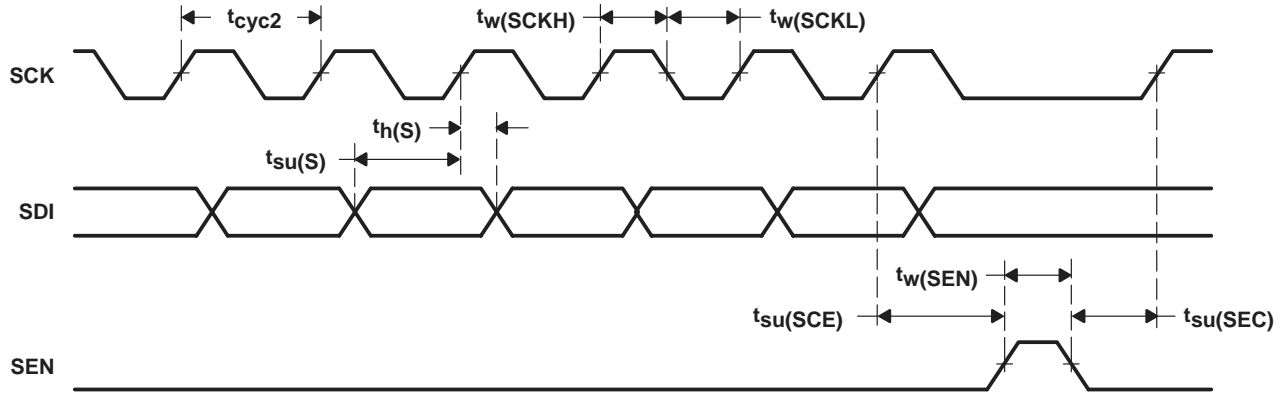 tcyc2
tw(SCKH)
tw(SCKL)
SCK
th(S)
tsu(S)
SDI
tw(SEN)
tsu(SCE)
tsu(SEC)
SEN